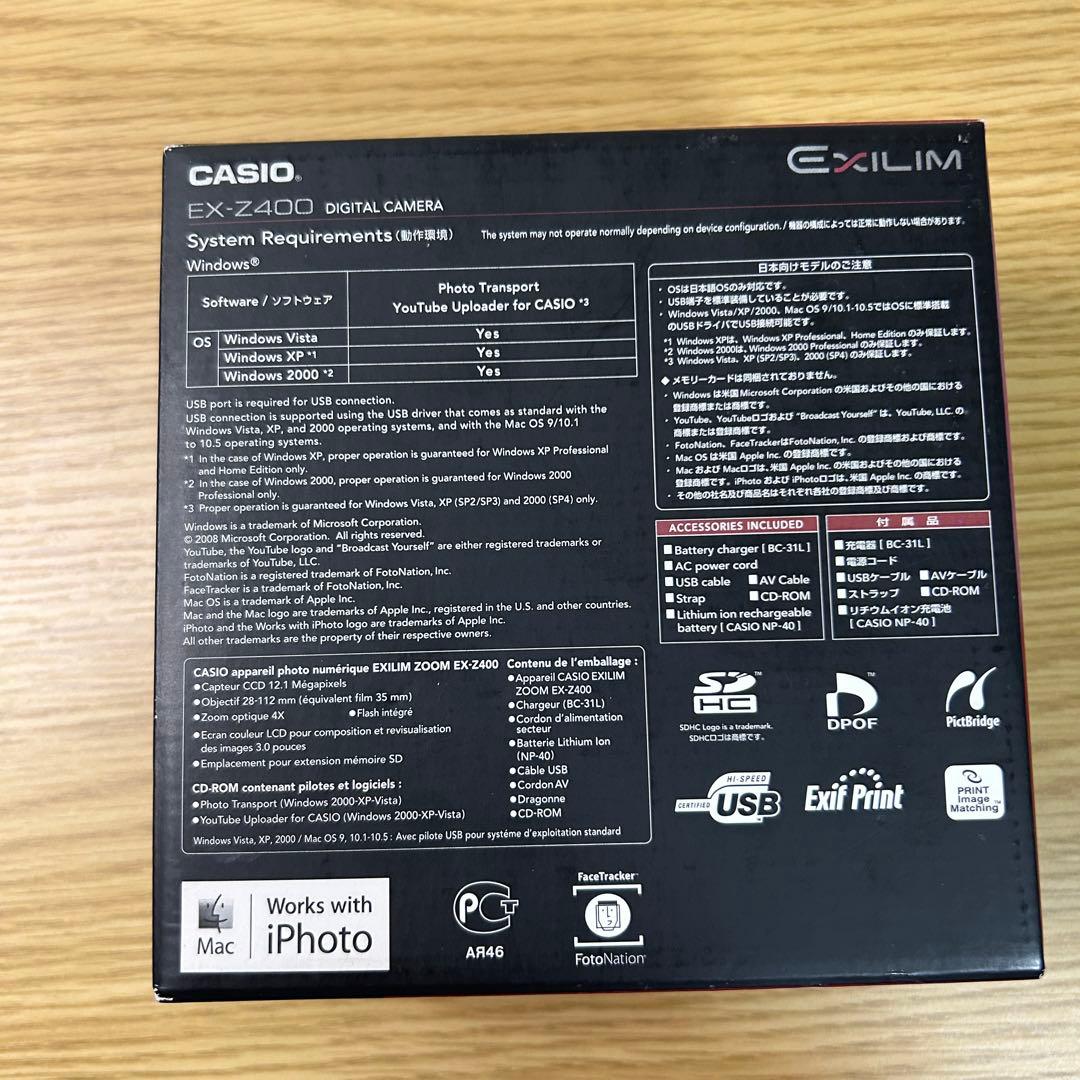 CASIO®
EXILIM
EX-Z400 DIGITAL CAMERA
System Requirements (動作環境)
The system may not operate normally depending on device configuration. / 機器の構成によっては正常に動作しない場合があります。
Windows®
Software / ソフトウェア
Photo Transport
YouTube Uploader for CASIO *3
OS
Windows Vista
Yes
Windows XP *1
Yes
Windows 2000 *2
Yes
USB port is required for USB connection.
USB connection is supported using the USB driver that comes as standard with the
Windows Vista, XP, and 2000 operating systems, and with the Mac OS 9/10.1
to 10.5 operating systems.
*1 In the case of Windows XP, proper operation is guaranteed for Windows XP Professional
and Home Edition only.
*2 In the case of Windows 2000, proper operation is guaranteed for Windows 2000
Professional only.
*3 Proper operation is guaranteed for Windows Vista, XP (SP2/SP3) and 2000 (SP4) only.
Windows is a trademark of Microsoft Corporation.
© 2008 Microsoft Corporation. All rights reserved.
YouTube, the YouTube logo and “Broadcast Yourself” are either registered trademarks or
trademarks of YouTube, LLC.
FotoNation is a registered trademark of FotoNation, Inc.
FaceTracker is a trademark of FotoNation, Inc.
Mac OS is a trademark of Apple Inc.
Mac and the Mac logo are trademarks of Apple Inc., registered in the U.S. and other countries.
iPhoto and the Works with iPhoto logo are trademarks of Apple Inc.
All other trademarks are the property of their respective owners.
日本向けモデルのご注意
・ OSは日本語OSのみ対応です。
・ USB端子を標準装備していることが必要です。
・ Windows Vista/XP/2000、Mac OS 9/10.1-10.5ではOSに標準搭載
のUSBドライバでUSB接続可能です。
*1 Windows XPは、Windows XP Professional、Home Edition のみ保証します。
*2 Windows 2000は、Windows 2000 Professional のみ保証します。
*3 Windows Vista、XP (SP2/SP3)、2000 (SP4) のみ保証します。
◆ メモリーカードは同梱されておりません。
・ Windows は米国 Microsoft Corporation の米国およびその他の国における
登録商標または商標です。
・ YouTube、YouTubeロゴおよび “Broadcast Yourself” は、YouTube, LLC. の
商標または登録商標です。
・ FotoNation、FaceTrackerはFotoNation, Inc. の登録商標および商標です。
・ Mac OS は米国 Apple Inc. の商標です。
・ Mac および Macロゴは、米国 Apple Inc. の米国およびその他の国における
登録商標です。iPhoto および iPhotoロゴは、米国 Apple Inc. の商標です。
・ その他の社名及び商品名はそれぞれ各社の登録商標及び商標です。
ACCESSORIES INCLUDED
■ Battery charger [ BC-31L ]
■ AC power cord
■ USB cable ■ AV Cable
■ Strap ■ CD-ROM
■ Lithium ion rechargeable
battery [ CASIO NP-40 ]
付属品
■ 充電器 [ BC-31L ]
■ 電源コード
■ USBケーブル ■ AVケーブル
■ ストラップ ■ CD-ROM
■ リチウムイオン充電池
[ CASIO NP-40 ]
CASIO appareil photo numérique EXILIM ZOOM EX-Z400
● Capteur CCD 12.1 Mégapixels
● Objectif 28-112 mm (équivalent film 35 mm)
● Zoom optique 4X ● Flash intégré
● Ecran couleur LCD pour composition et revisualisation
des images 3.0 pouces
● Emplacement pour extension mémoire SD
CD-ROM contenant pilotes et logiciels :
● Photo Transport (Windows 2000-XP-Vista)
● YouTube Uploader for CASIO (Windows 2000-XP-Vista)
Windows Vista, XP, 2000 / Mac OS 9, 10.1-10.5 : Avec pilote USB pour système d'exploitation standard
Contenu de l'emballage :
● Appareil CASIO EXILIM
ZOOM EX-Z400
● Chargeur (BC-31L)
● Cordon d'alimentation
secteur
● Batterie Lithium Ion
(NP-40)
● Câble USB
● Cordon AV
● Dragonne
● CD-ROM
SD HC™
SDHC Logo is a trademark.
SDHCロゴは商標です。
DPOF™
PictBridge
CERTIFIED HI-SPEED USB
Exif Print
PRINT
Image
Matching™
Mac
Works with
iPhoto
РСТ
АЯ46
FaceTracker™
FotoNation®